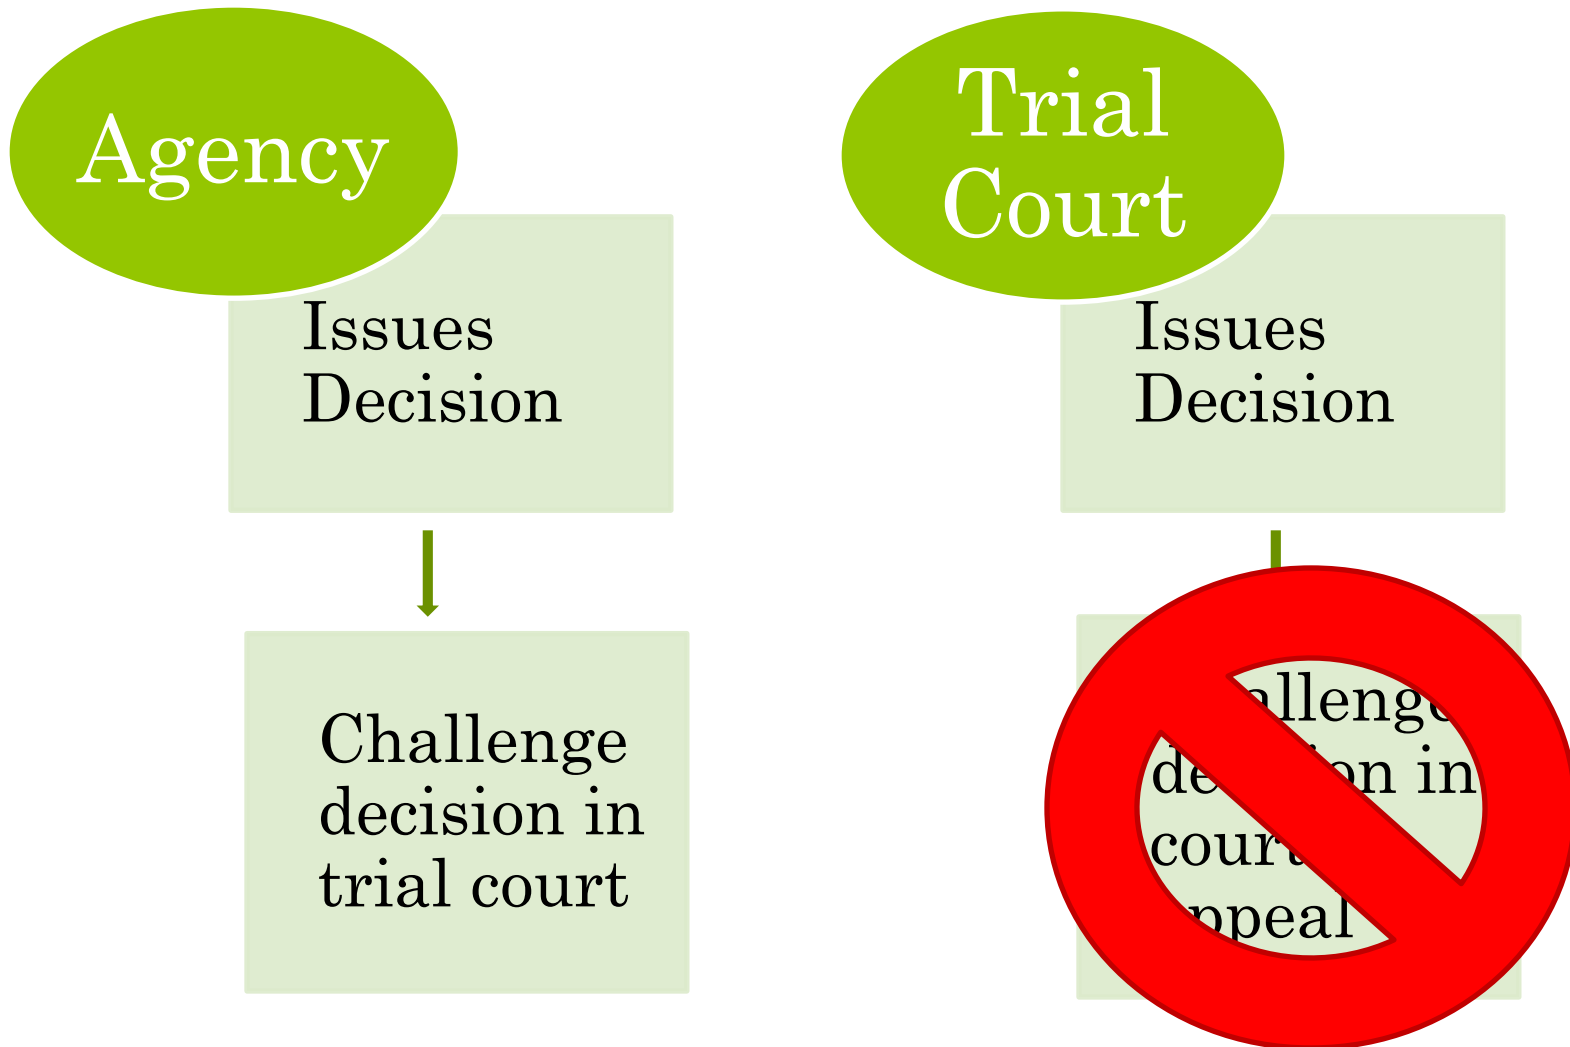 Agency
Issues
Decision
Challenge
decision in
trial court
Trial
Court
Issues
Decision
in